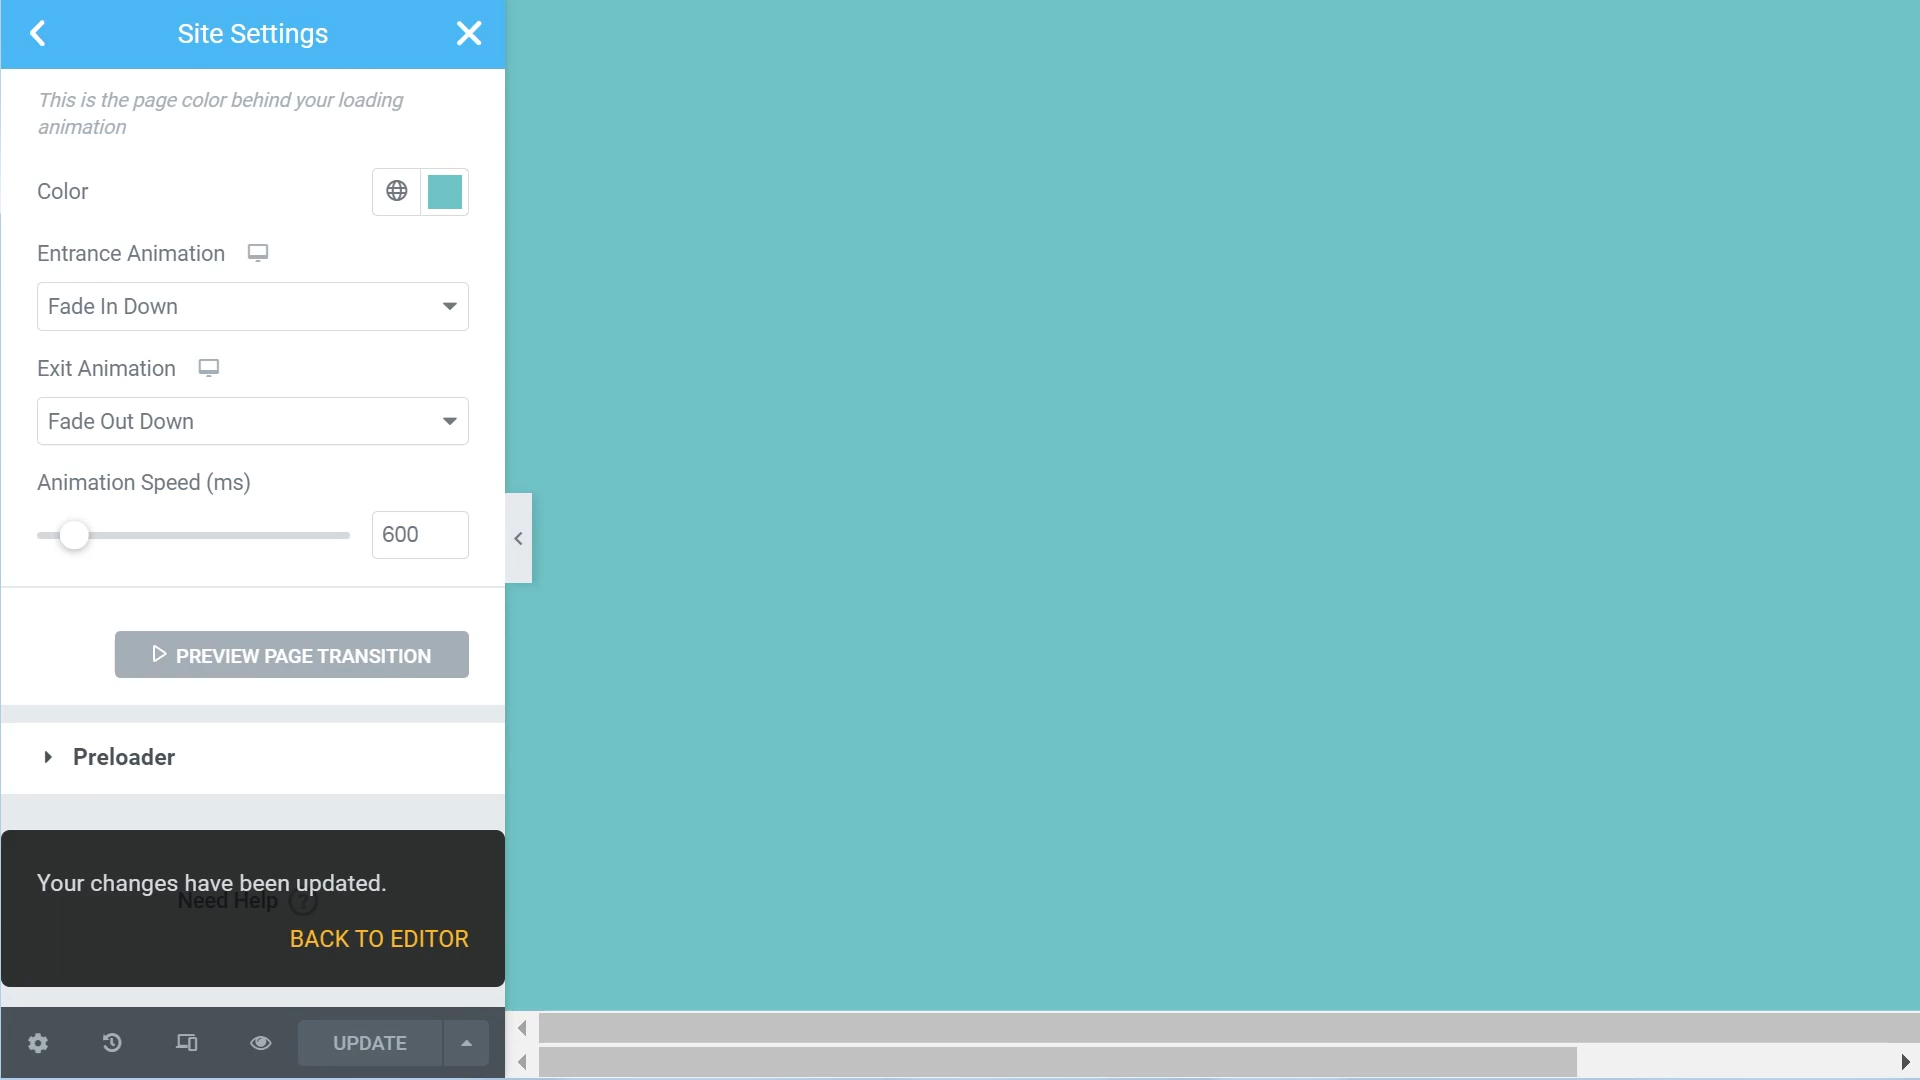 Site Settings
This is the page color behind your loading
animation
Color
Entrance Animation
Fade In Down
Exit Animation
Fade Out Down
Animation Speed (ms)
600
PREVIEW PAGE TRANSITION
Preloader
Your changes have been updated.
Need Help ?
BACK TO EDITOR
UPDATE